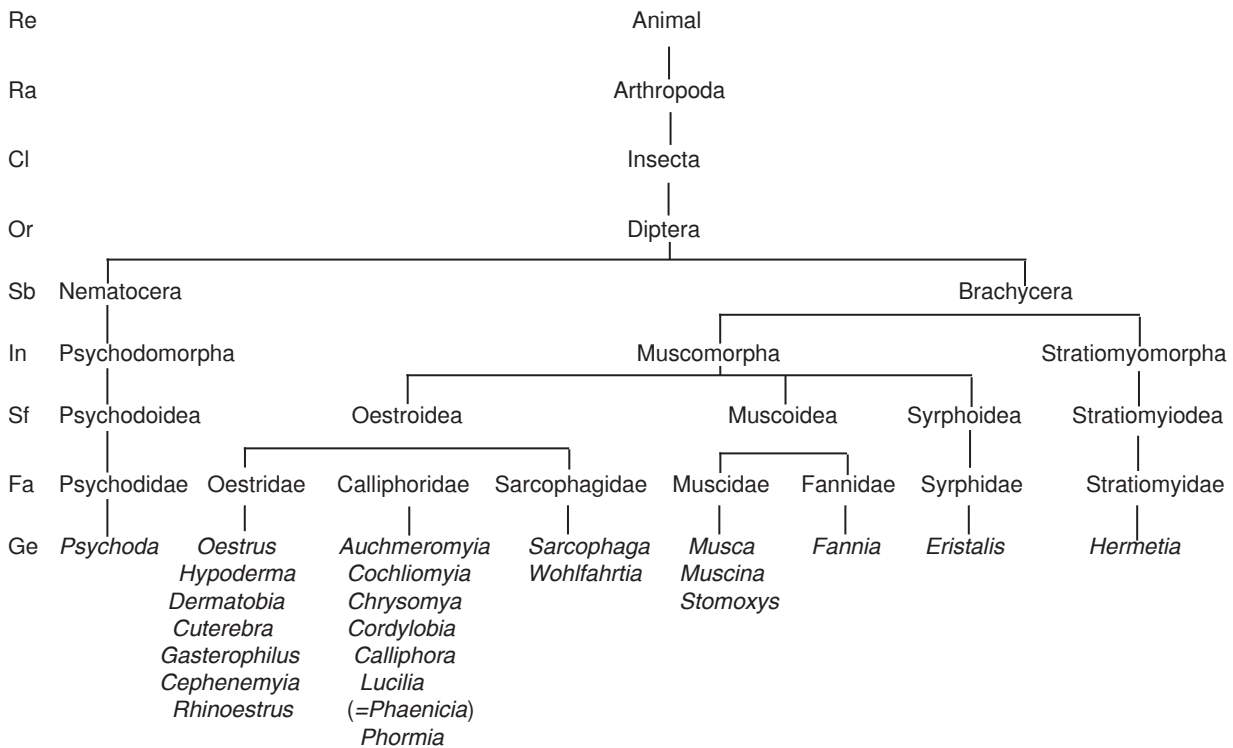 Re Animal
Ra Arthropoda
Cl Insecta
Or Diptera
Sb Nematocera Brachycera
In Psychodomorpha Muscomorpha Stratiomyomorpha
Sf Psychodoidea Oestroidea Muscoidea Syrphoidea Stratiomyiodea
Fa Psychodidae Oestridae Calliphoridae Sarcophagidae Muscidae Fannidae Syrphidae Stratiomyidae
Ge Psychoda Oestrus Auchmeromyia Sarcophaga Musca Fannia Eristalis Hermetia
Hypoderma Cochliomyia Wohlfahrtia Muscina
Dermatobia Chrysomya Stomoxys
Cuterebra Cordylobia
Gasterophilus Calliphora
Cephenemyia Lucilia
Rhinoestrus (=Phaenicia)
Phormia